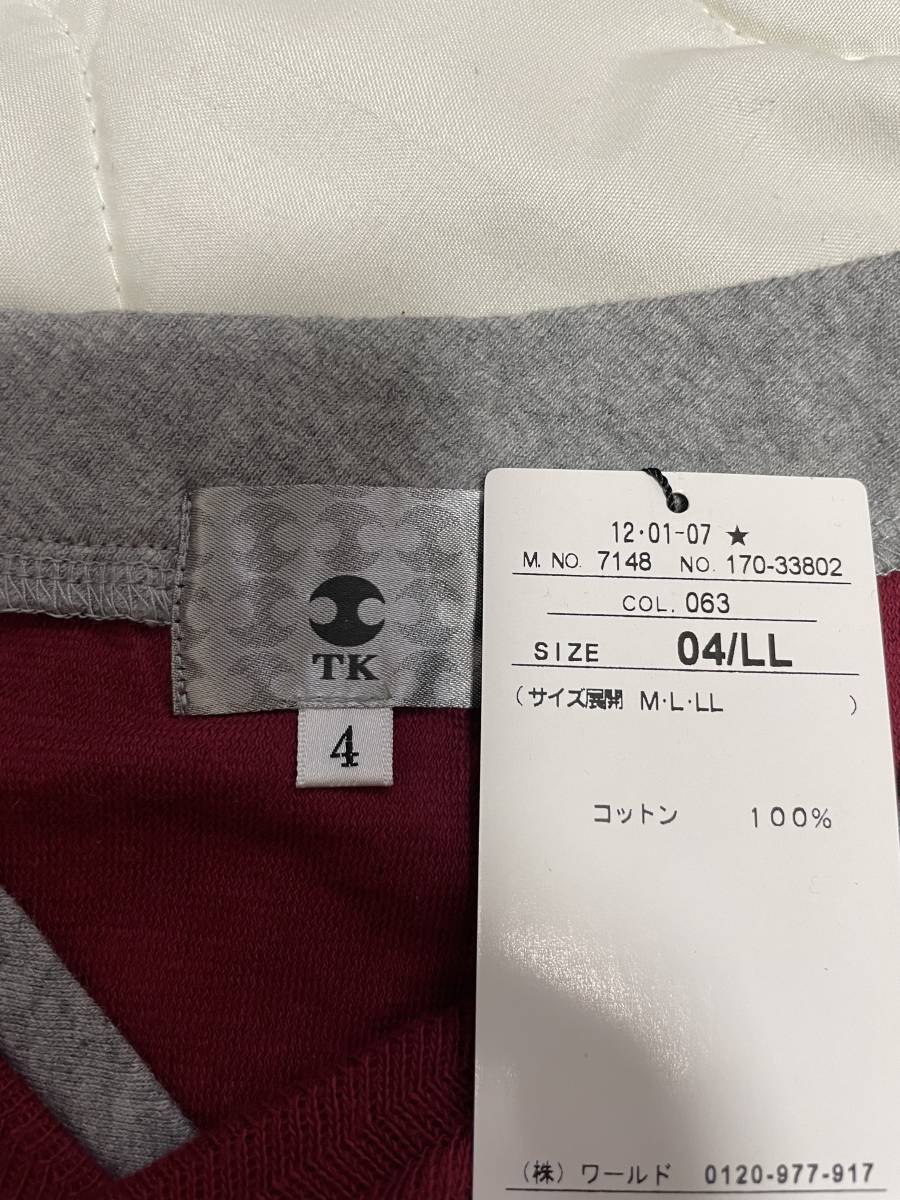 TK
4
12·01-07 ★
M. NO. 7148 NO. 170-33802
COL. 063
SIZE 04/LL
(サイズ展開 M·L·LL )
コットン 100%
(株) ワールド 0120-977-917